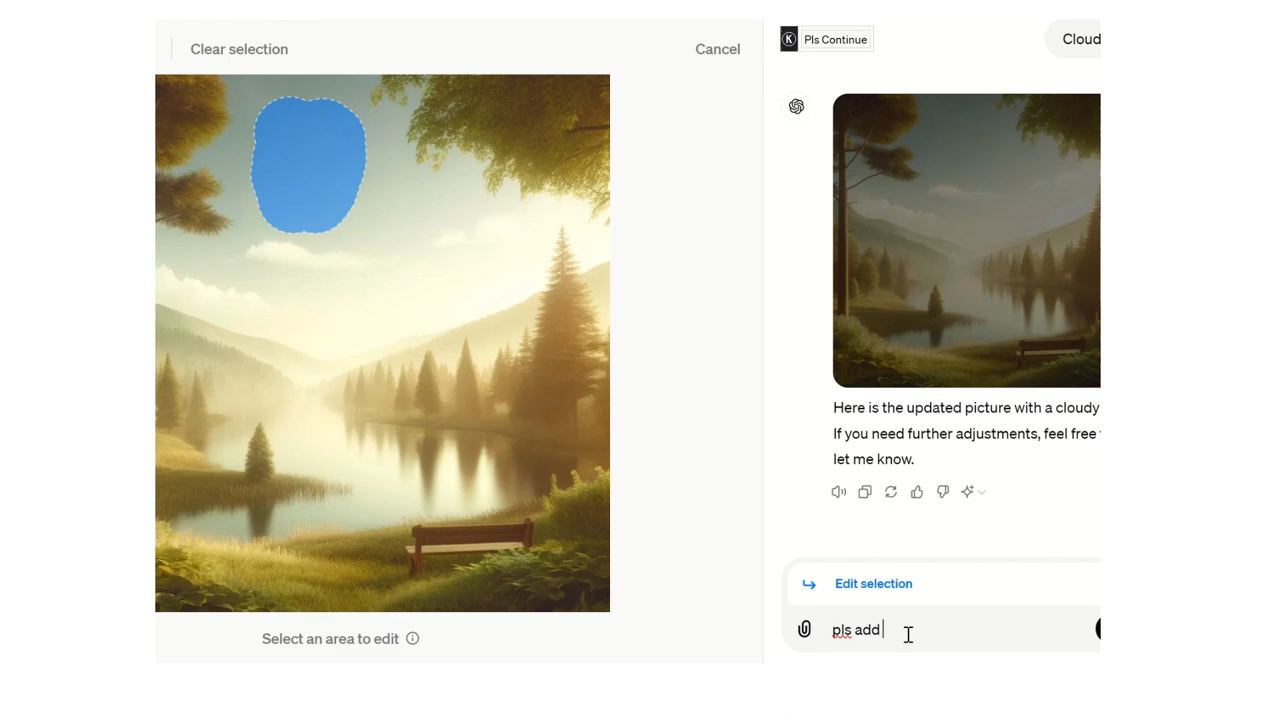 Clear selection
Cancel
Select an area to edit
K Pls Continue
Cloud
Here is the updated picture with a cloudy
If you need further adjustments, feel free
let me know.
Edit selection
pls add